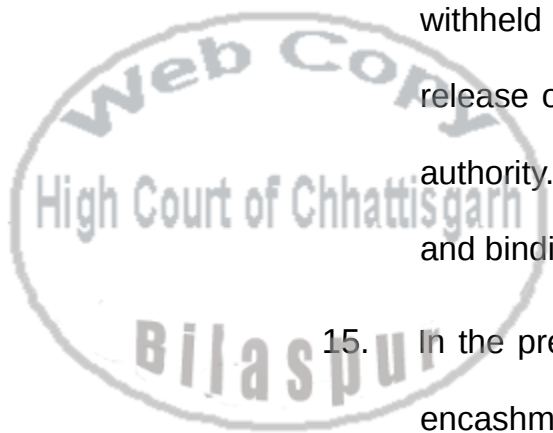 withheld
release o
authority.
and bindi
15. In the pre
encashm
Web Copy
High Court of Chhattisgarh
Bilaspur